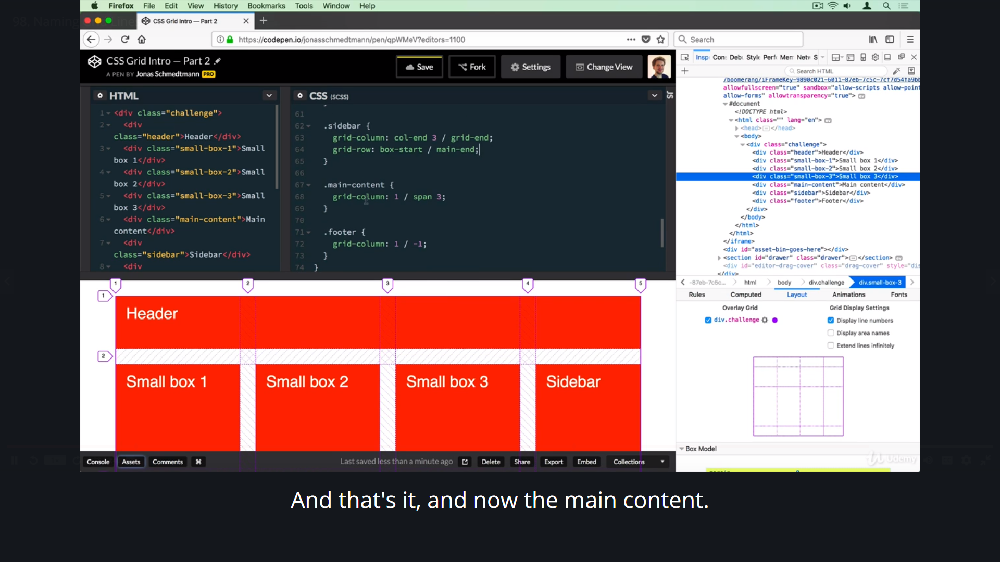 Firefox File Edit View History Bookmarks Tools Window Help
98. Naming
CSS Grid Intro — Part 2
https://codepen.io/jonasschmedtmann/pen/qpWMeV?editors=1100
Search
CSS Grid Intro — Part 2
A PEN BY Jonas Schmedtmann PRO
Save
Fork
Settings
Change View
HTML
1 <div class="challenge">
2 <div
class="header">Header</div>
3 <div class="small-box-1">Small
box 1</div>
4 <div class="small-box-2">Small
box 2</div>
5 <div class="small-box-3">Small
box 3</div>
6 <div class="main-content">Main
content</div>
7 <div
class="sidebar">Sidebar</div>
8 <div
CSS (SCSS)
JS
61
62 .sidebar {
63 grid-column: col-end 3 / grid-end;
64 grid-row: box-start / main-end;
65 }
66
67 .main-content {
68 grid-column: 1 / span 3;
69 }
70
71 .footer {
72 grid-column: 1 / -1;
73 }
74 }
1 2 3 4 5
1
Header
2
Small box 1 Small box 2 Small box 3 Sidebar
Console Assets Comments ⌘
Last saved less than a minute ago
Delete Share Export Embed Collections
Search HTML
/boomerang/iFrameKey-9890c021-6011-87eb-7c5c-7cf7d54fa9bb
allowfullscreen="true" sandbox="allow-scripts allow-point
allow-forms" allowtransparency="true"> ev
#document
<!DOCTYPE html>
<html class="" lang="en"> ev
<head></head>
<body>
<div class="challenge">
<div class="header">Header</div>
<div class="small-box-1">Small box 1</div>
<div class="small-box-2">Small box 2</div>
<div class="small-box-3">Small box 3</div>
<div class="main-content">Main content</div>
<div class="sidebar">Sidebar</div>
<div class="footer">Footer</div>
</div>
</body>
</html>
</html>
</iframe>
<div id="asset-bin-goes-here"></div>
<section id="drawer" class="drawer"></section> ev
<div id="editor-drag-cover" class="drag-cover" style="dis
</div>
-87eb-7c5c... html body div.challenge div.small-box-3
Rules Computed Layout Animations Fonts
Overlay Grid
div.challenge
Grid Display Settings
Display line numbers
Display area names
Extend lines infinitely
Box Model
Udemy
And that's it, and now the main content.